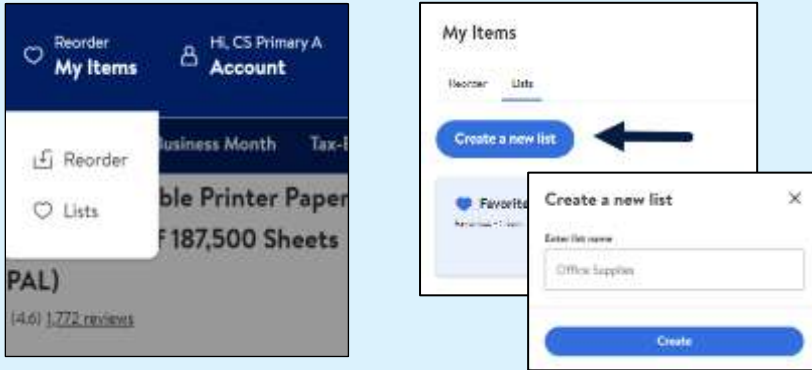 Reorder
My Items
Hi, CS Primary A
Account
Reorder
Lists
Business Month Tax-E
ble Printer Paper
f 187,500 Sheets
PAL)
(4.6) 1,772 reviews
My Items
Reorder Lists
Create a new list
Favorite
Create a new list
Enter list name
Office Supplies
Create